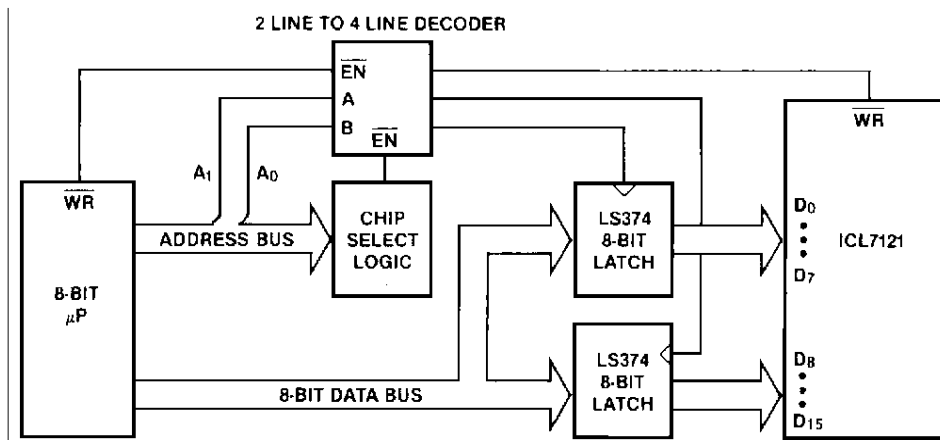 2 LINE TO 4 LINE DECODER
EN
A
B
EN
WR
A1
A0
WR
ADDRESS BUS
CHIP
SELECT
LOGIC
LS374
8-BIT
LATCH
D0
D7
ICL7121
8-BIT
μP
LS374
8-BIT
LATCH
8-BIT DATA BUS
D8
D15